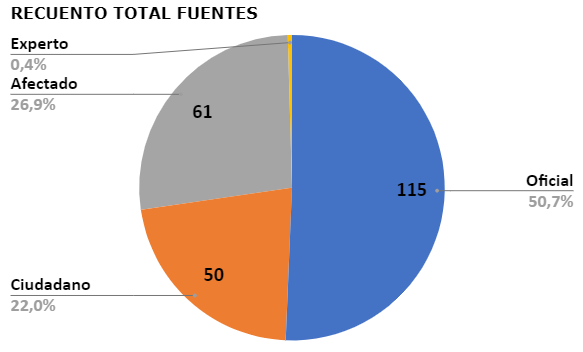 RECUENTO TOTAL FUENTES
Experto
0,4%
Afectado
26,9%
61
115
Oficial
50,7%
50
Ciudadano
22,0%